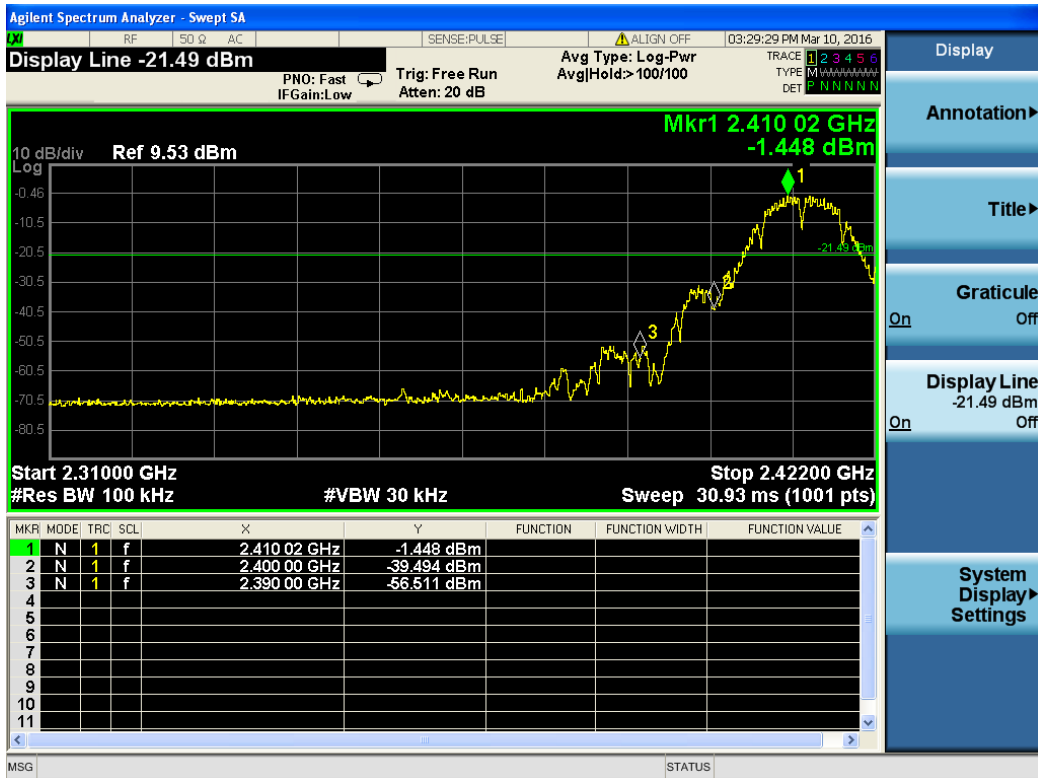 Agilent Spectrum Analyzer - Swept SA
LXI RF 50 Ω AC SENSE:PULSE ALIGN OFF 03:29:29 PM Mar 10, 2016
Display Line -21.49 dBm
PNO: Fast
IFGain:Low
Trig: Free Run
Atten: 20 dB
Avg Type: Log-Pwr
Avg|Hold:>100/100
TRACE 1 2 3 4 5 6
TYPE M WWWWW
DET P N N N N N
Mkr1 2.410 02 GHz
-1.448 dBm
10 dB/div Ref 9.53 dBm
Log
1
-0.46
-10.5
-21.49 dBm
-20.5
-30.5
2
-40.5
3
-50.5
-60.5
-70.5
-80.5
Start 2.31000 GHz Stop 2.42200 GHz
#Res BW 100 kHz #VBW 30 kHz Sweep 30.93 ms (1001 pts)
MKR MODE TRC SCL X Y FUNCTION FUNCTION WIDTH FUNCTION VALUE
1 N 1 f 2.410 02 GHz -1.448 dBm
2 N 1 f 2.400 00 GHz -39.494 dBm
3 N 1 f 2.390 00 GHz -56.511 dBm
4
5
6
7
8
9
10
11
MSG STATUS
Display
Annotation
Title
Graticule
On Off
Display Line
-21.49 dBm
On Off
System
Display
Settings